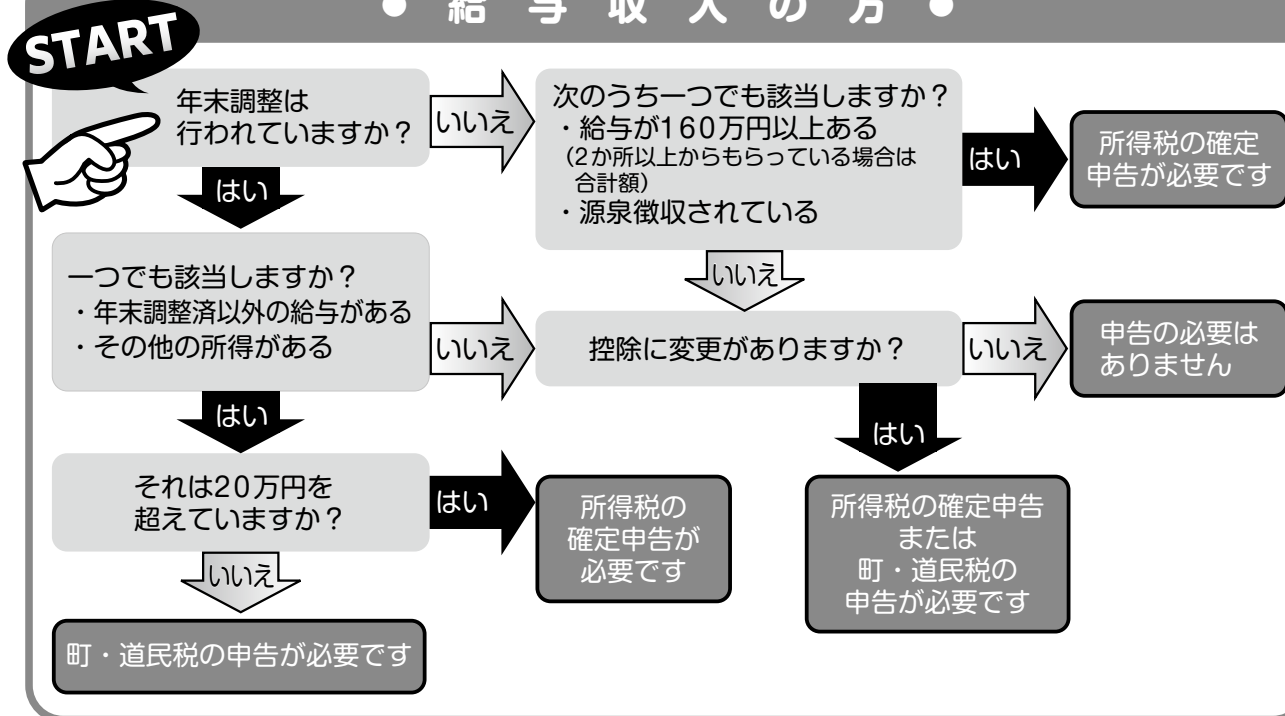 ● 給与収入の方 ●
START
年末調整は
行われていますか？
いいえ
次のうち一つでも該当しますか？
・給与が160万円以上ある
（2か所以上からもらっている場合は
合計額）
・源泉徴収されている
はい
所得税の確定
申告が必要です
はい
いいえ
一つでも該当しますか？
・年末調整済以外の給与がある
・その他の所得がある
いいえ
控除に変更がありますか？
いいえ
申告の必要は
ありません
はい
はい
それは20万円を
超えていますか？
はい
所得税の
確定申告が
必要です
所得税の確定申告
または
町・道民税の
申告が必要です
いいえ
町・道民税の申告が必要です